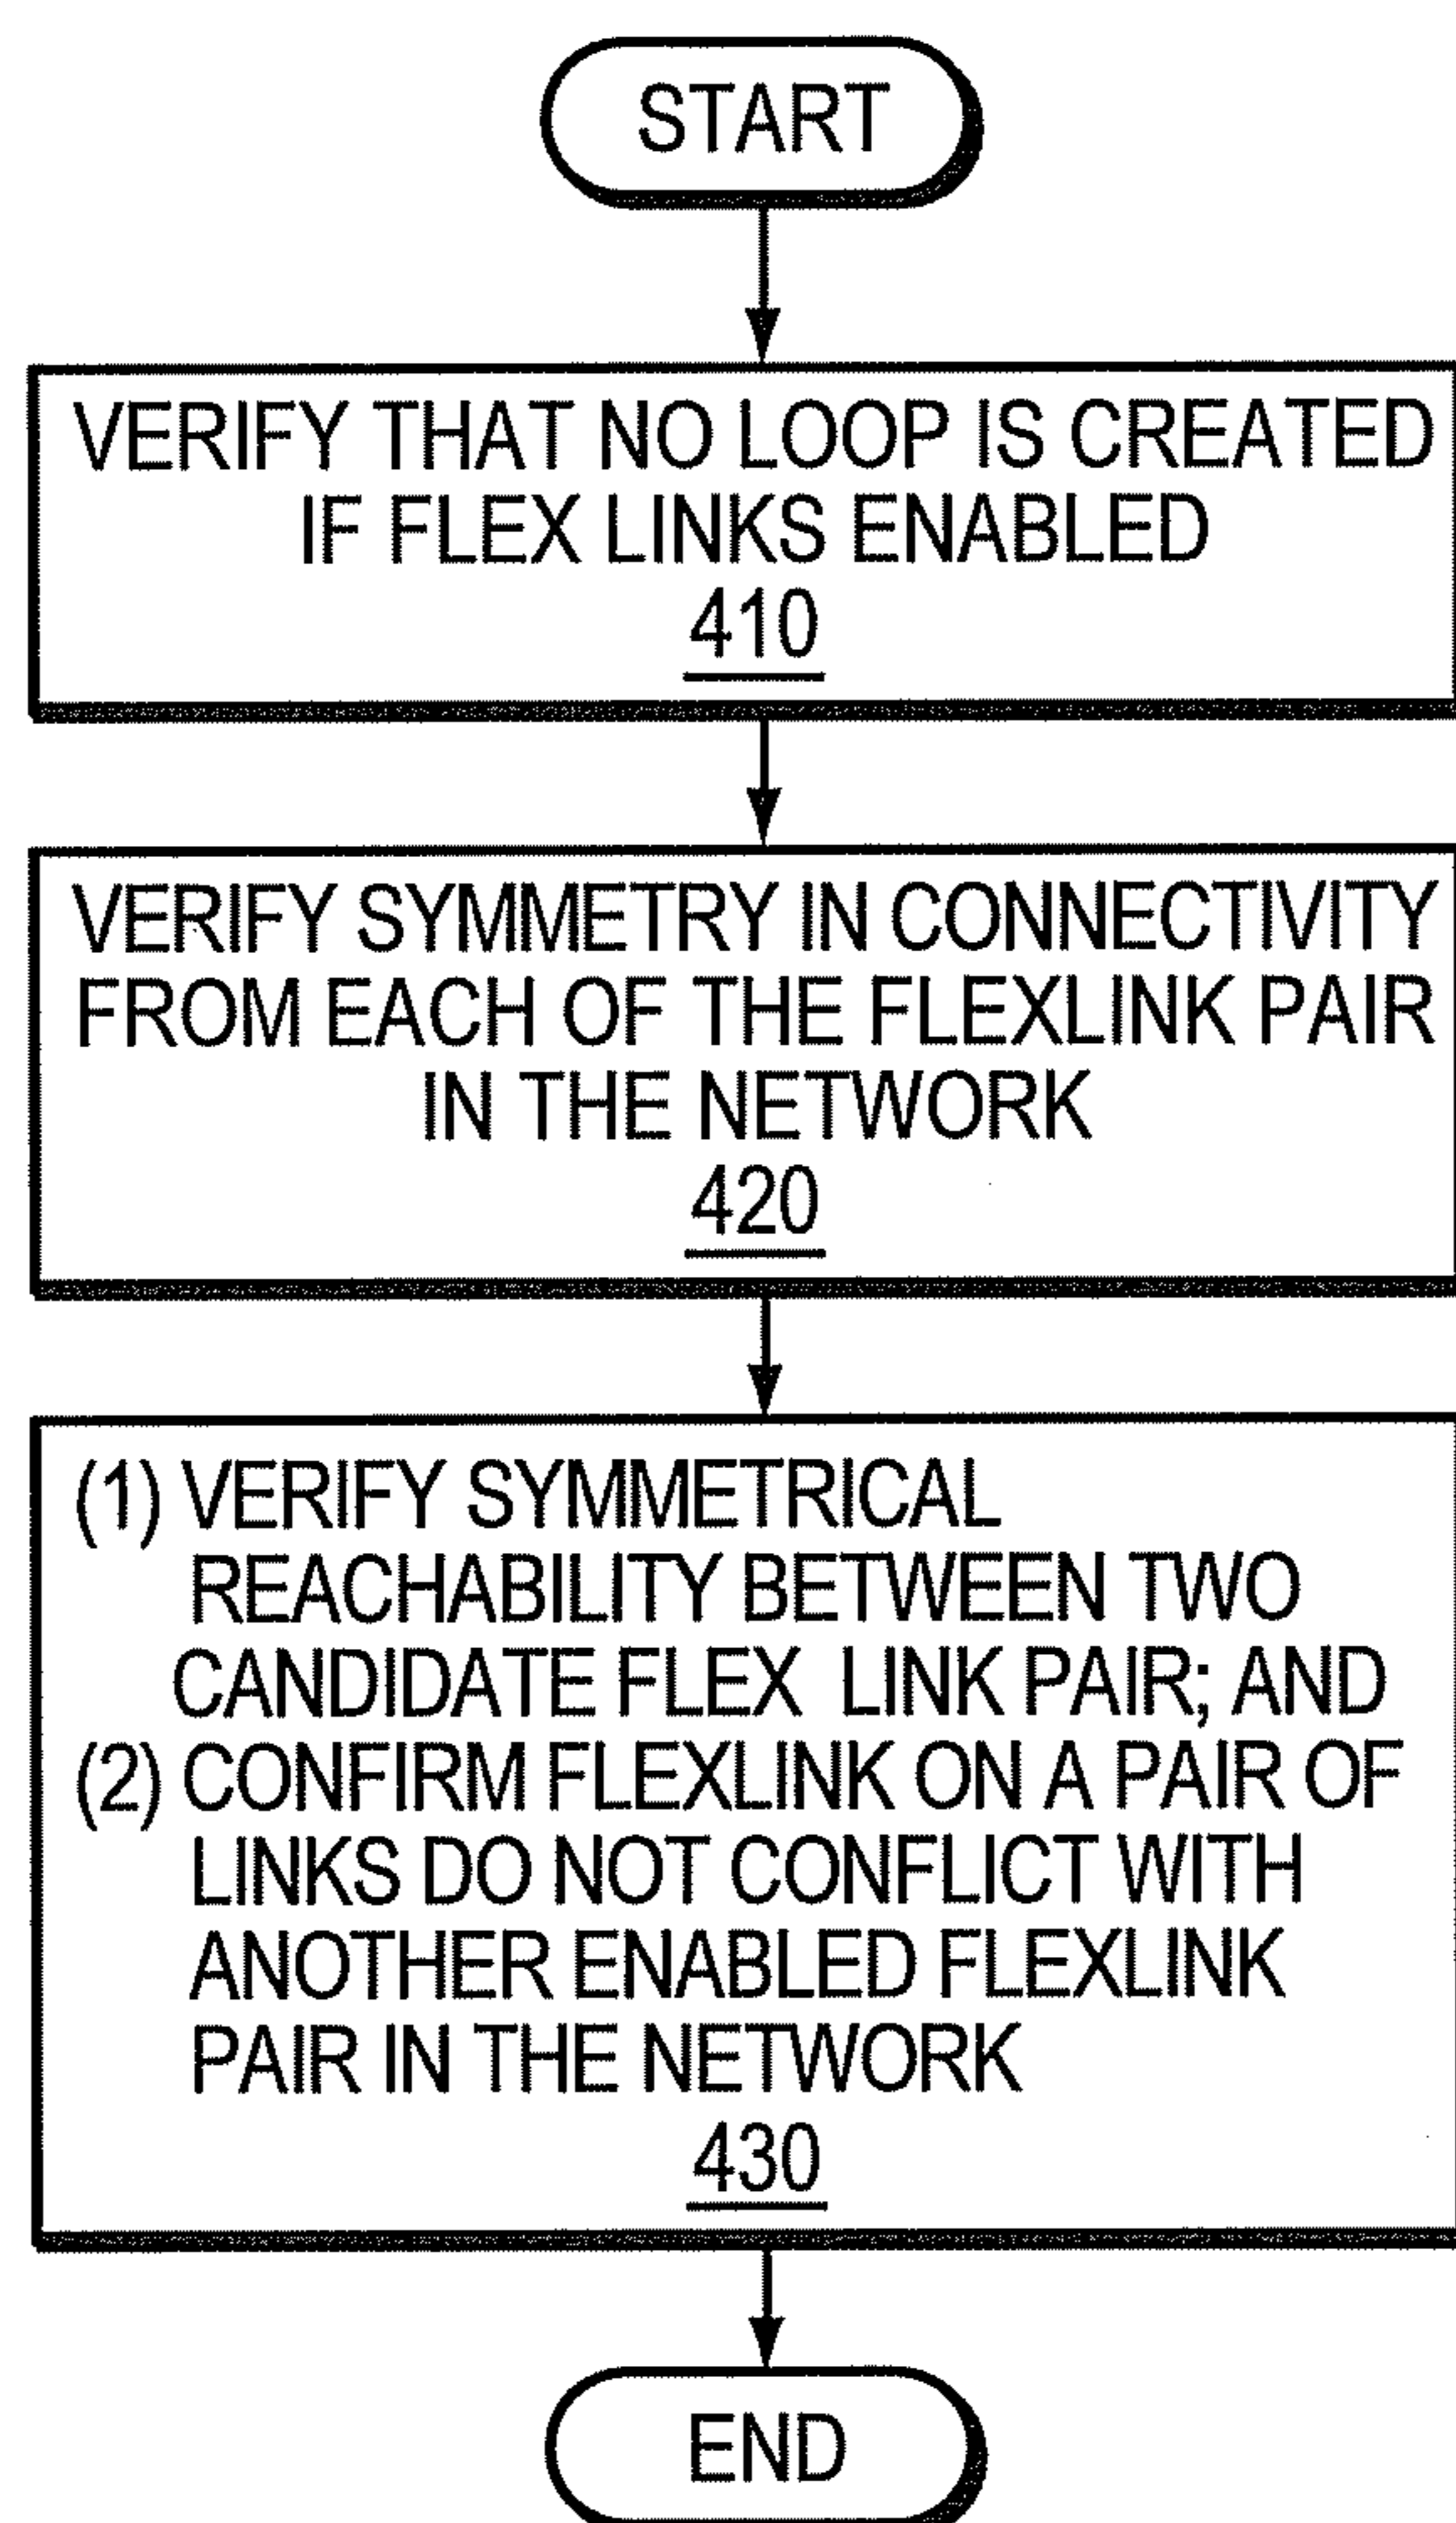 START
VERIFY THAT NO LOOP IS CREATED
IF FLEX LINKS ENABLED
410
VERIFY SYMMETRY IN CONNECTIVITY
FROM EACH OF THE FLEXLINK PAIR
IN THE NETWORK
420
(1) VERIFY SYMMETRICAL
REACHABILITY BETWEEN TWO
CANDIDATE FLEX LINK PAIR; AND
(2) CONFIRM FLEXLINK ON A PAIR OF
LINKS DO NOT CONFLICT WITH
ANOTHER ENABLED FLEXLINK
PAIR IN THE NETWORK
430
END